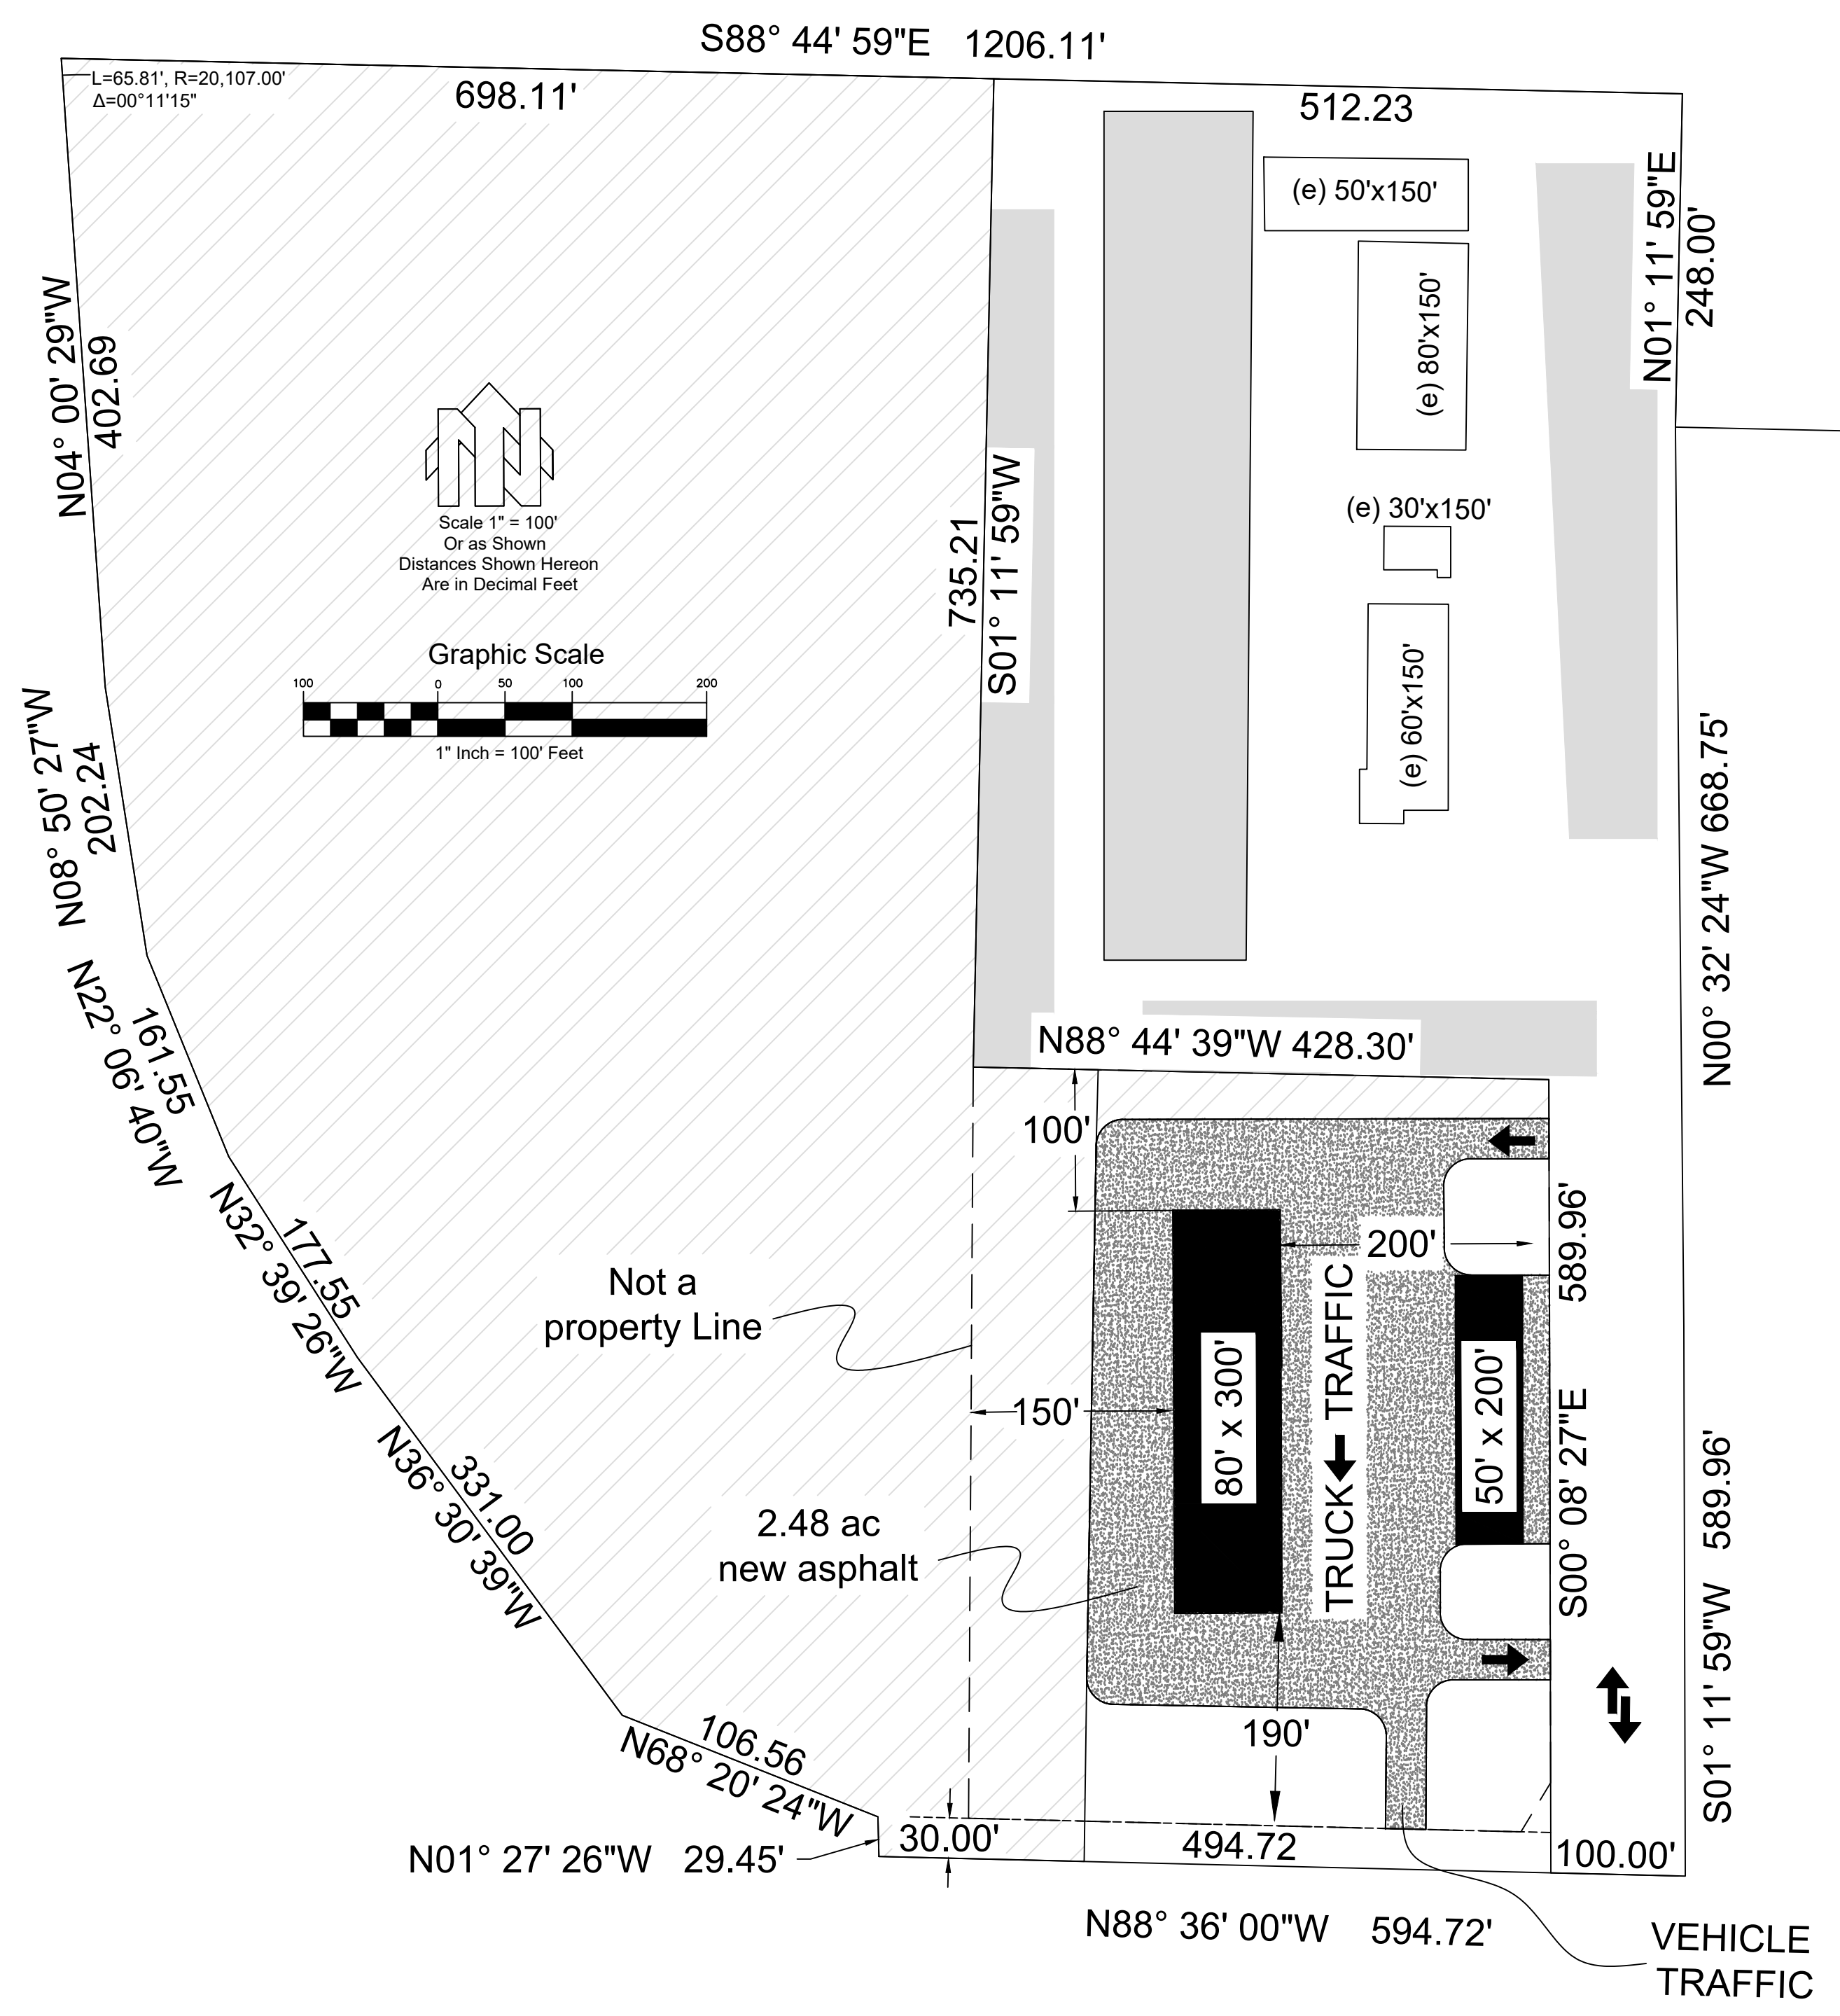 S88° 44' 59"E 1206.11'
L=65.81', R=20,107.00'
Δ=00°11'15"
698.11'
512.23
(e) 50'x150'
N01° 11' 59"E
248.00'
(e) 80'x150'
N04° 00' 29"W
402.69
Scale 1" = 100'
Or as Shown
Distances Shown Hereon
Are in Decimal Feet
735.21
S01° 11' 59"W
(e) 30'x150'
Graphic Scale
100 0 50 100 200
1" Inch = 100' Feet
(e) 60'x150'
N08° 50' 27"W
202.24
N00° 32' 24"W 668.75'
N22° 06' 40"W
161.55
N88° 44' 39"W 428.30'
100'
N32° 39' 26"W
177.55
200'
589.96'
Not a
property Line
150'
80' x 300'
TRUCK TRAFFIC
50' x 200'
S00° 08' 27"E
S01° 11' 59"W 589.96'
N36° 30' 39"W
331.00
2.48 ac
new asphalt
106.56
N68° 20' 24"W
190'
N01° 27' 26"W 29.45'
30.00'
494.72
100.00'
N88° 36' 00"W 594.72'
VEHICLE
TRAFFIC